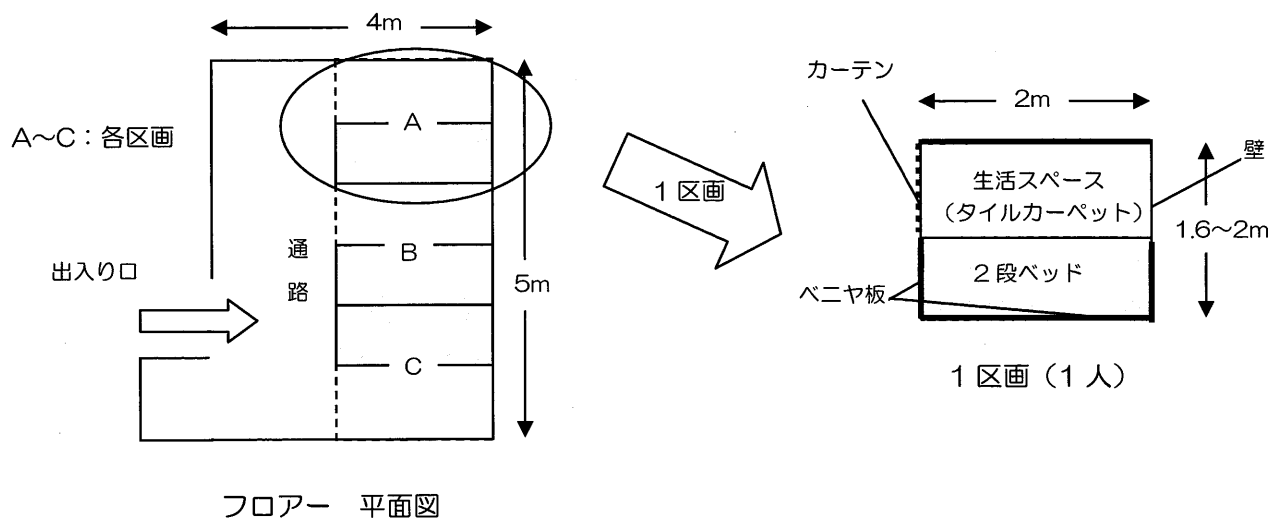 4m
A～C：各区画
A
B
C
通路
出入り口
5m
フロアー　平面図
1区画
カーテン
2m
壁
生活スペース
（タイルカーペット）
1.6～2m
2段ベッド
ベニヤ板
1区画（1人）